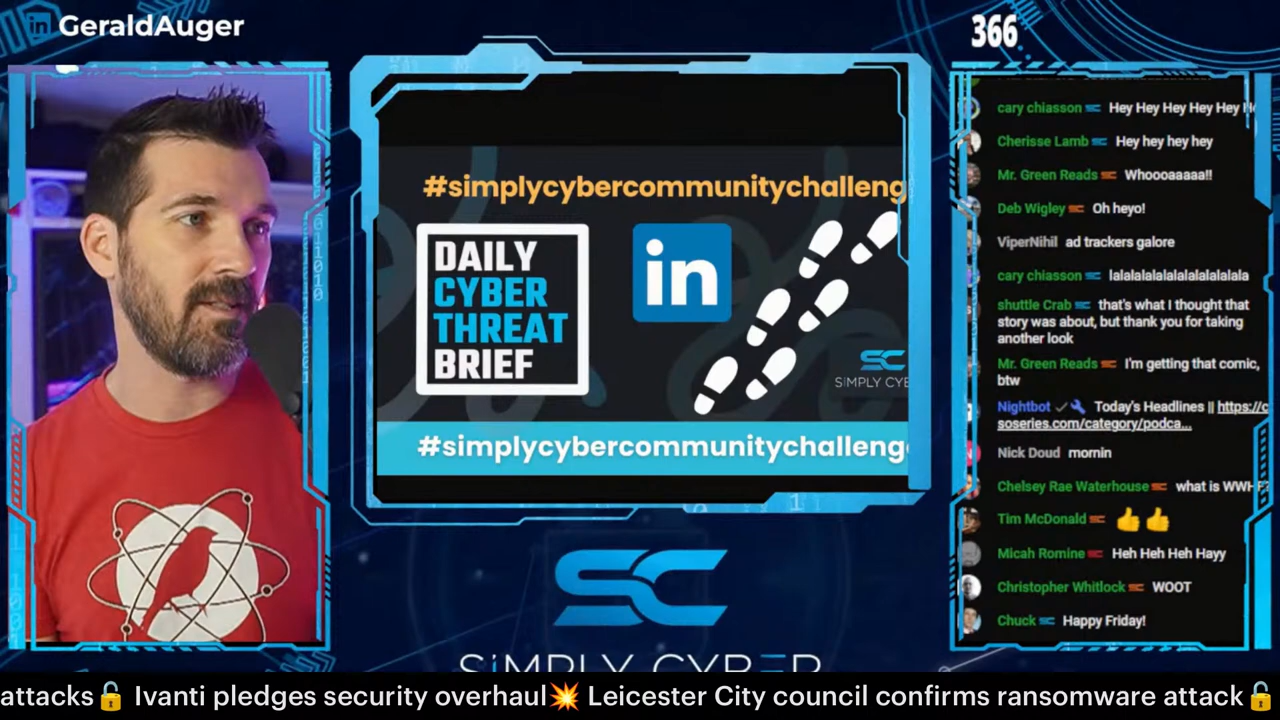 GeraldAuger
366
#simplycybercommunitychalleng
DAILY
CYBER
THREAT
BRIEF
in
SC
SIMPLY CYBE
#simplycybercommunitychalleng
SC
SIMPLY CYBER
cary chiasson Hey Hey Hey Hey Hey
Cherisse Lamb Hey hey hey hey
Mr. Green Reads Whoooaaaaa!!
Deb Wigley Oh heyo!
ViperNihil ad trackers galore
cary chiasson lalalalalalalalalalalala
shuttle Crab that's what I thought that
story was about, but thank you for taking
another look
Mr. Green Reads I'm getting that comic,
btw
Nightbot Today's Headlines || https://c
soseries.com/category/podca...
Nick Doud mornin
Chelsey Rae Waterhouse what is
Tim McDonald 👍👍
Micah Romine Heh Heh Heh Hayy
Christopher Whitlock WOOT
Chuck Happy Friday!
attacks🔓 Ivanti pledges security overhaul💥 Leicester City council confirms ransomware attack🔓